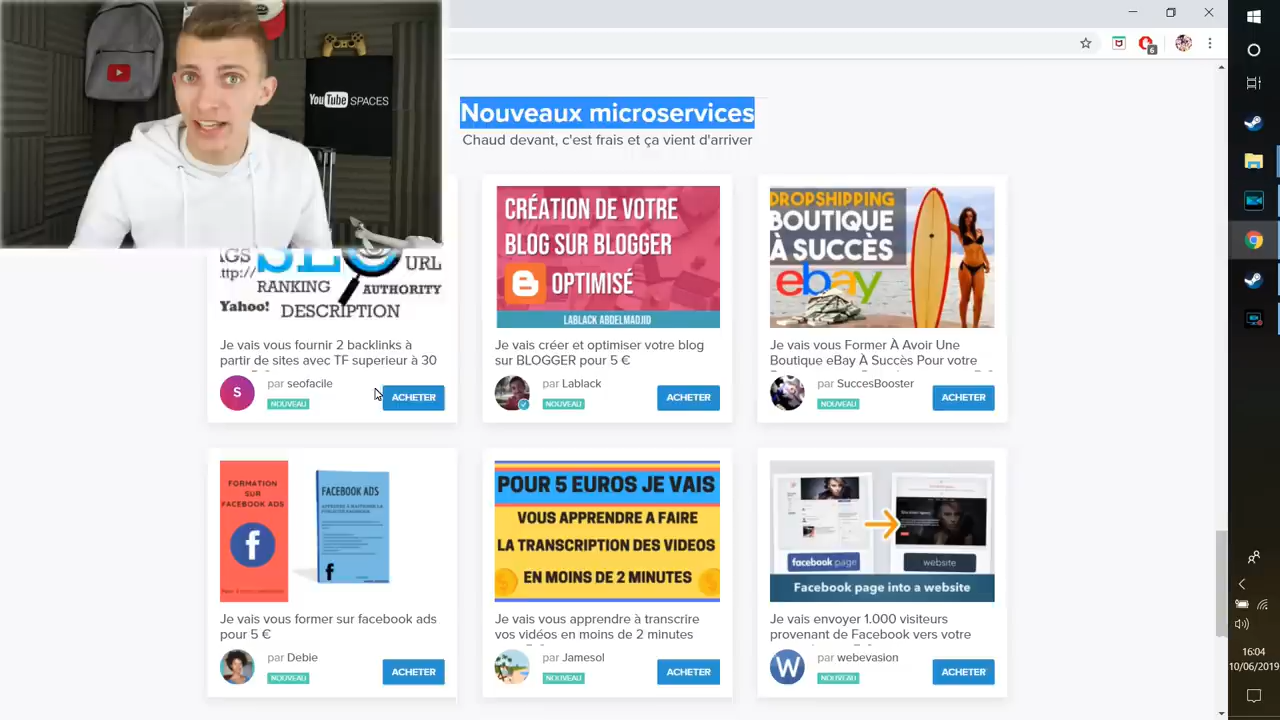 YouTube SPACES
6
Nouveaux microservices
Chaud devant, c'est frais et ça vient d'arriver
URL
RANKING
AUTHORITY
Yahoo!
DESCRIPTION
Je vais vous fournir 2 backlinks à
partir de sites avec TF superieur à 30
par seofacile
S
NOUVEAU
ACHETER
CRÉATION DE VOTRE
BLOG SUR BLOGGER
OPTIMISÉ
LABLACK ABDELMADJID
Je vais créer et optimiser votre blog
sur BLOGGER pour 5 €
par Lablack
NOUVEAU
ACHETER
DROPSHIPPING
BOUTIQUE
À SUCCÈS
ebay
Je vais vous Former À Avoir Une
Boutique eBay À Succès Pour votre
par SuccesBooster
NOUVEAU
ACHETER
FORMATION
SUR
FACEBOOK ADS
f
FACEBOOK ADS
f
Je vais vous former sur facebook ads
pour 5 €
par Debie
NOUVEAU
ACHETER
POUR 5 EUROS JE VAIS
VOUS APPRENDRE A FAIRE
LA TRANSCRIPTION DES VIDEOS
EN MOINS DE 2 MINUTES
Je vais vous apprendre à transcrire
vos vidéos en moins de 2 minutes
par Jamesol
NOUVEAU
ACHETER
facebook page
website
Facebook page into a website
Je vais envoyer 1.000 visiteurs
provenant de Facebook vers votre
par webevasion
W
NOUVEAU
ACHETER
16:04
10/06/2019